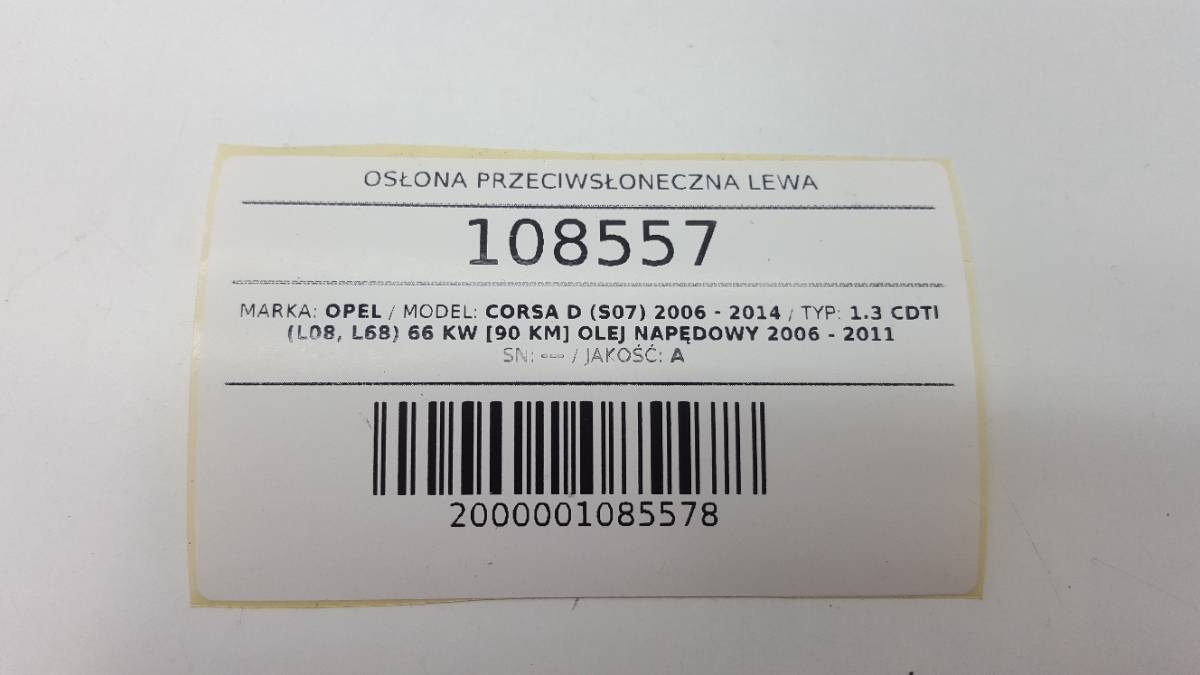 OSŁONA PRZECIWSŁONECZNA LEWA
108557
MARKA: OPEL / MODEL: CORSA D (S07) 2006 - 2014 / TYP: 1.3 CDTI
(L08, L68) 66 KW [90 KM] OLEJ NAPĘDOWY 2006 - 2011
SN: --- / JAKOŚĆ: A
2000001085578